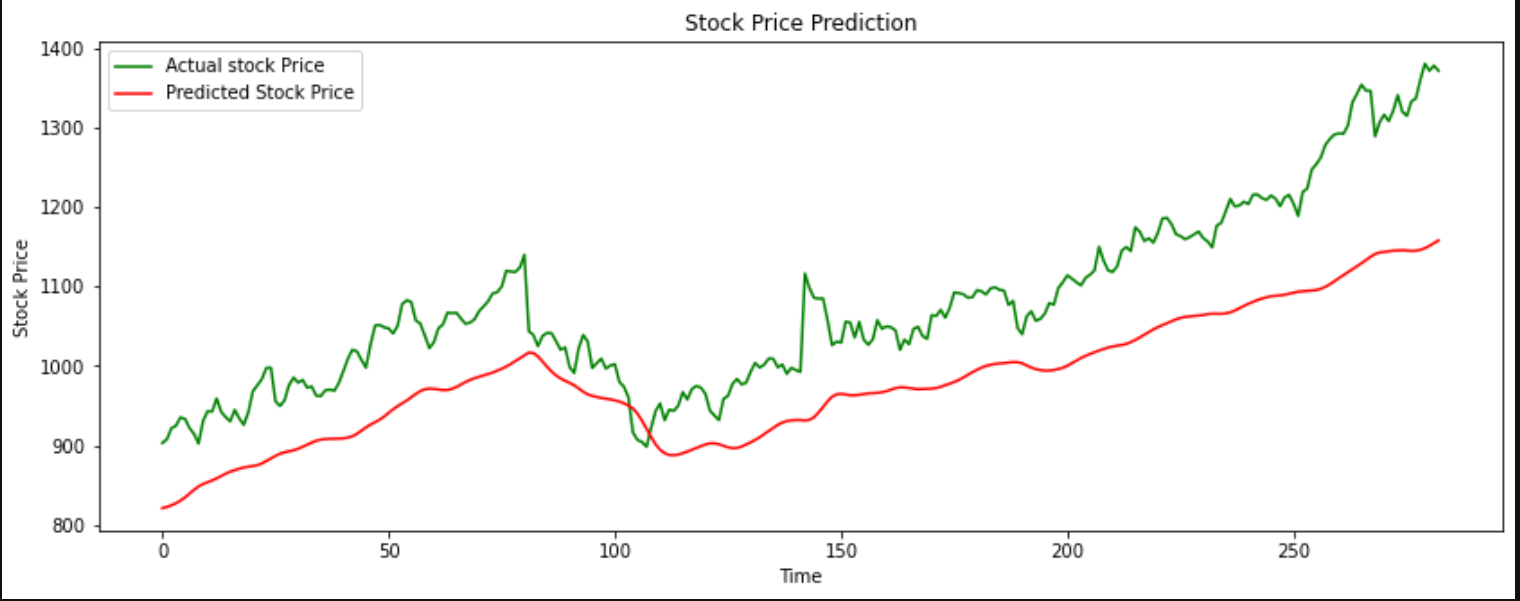 Stock Price Prediction
Actual stock Price
Predicted Stock Price
1400
1300
1200
1100
1000
900
800
Stock Price
0 50 100 150 200 250
Time